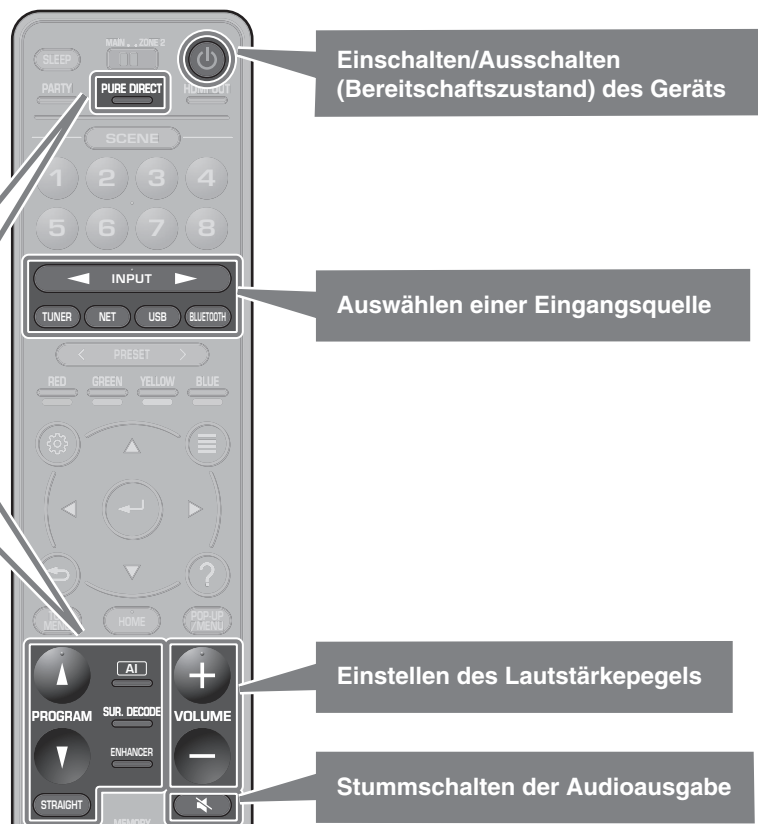 MAIN ZONE 2
SLEEP
PARTY PURE DIRECT HDMI OUT
SCENE
1 2 3 4
5 6 7 8
INPUT
TUNER NET USB BLUETOOTH
PRESET
RED GREEN YELLOW BLUE
?
TOP MENU HOME POP-UP /MENU
AI
PROGRAM SUR. DECODE VOLUME
ENHANCER
STRAIGHT
MEMORY
Einschalten/Ausschalten
(Bereitschaftszustand) des Geräts
Auswählen einer Eingangsquelle
Einstellen des Lautstärkepegels
Stummschalten der Audioausgabe